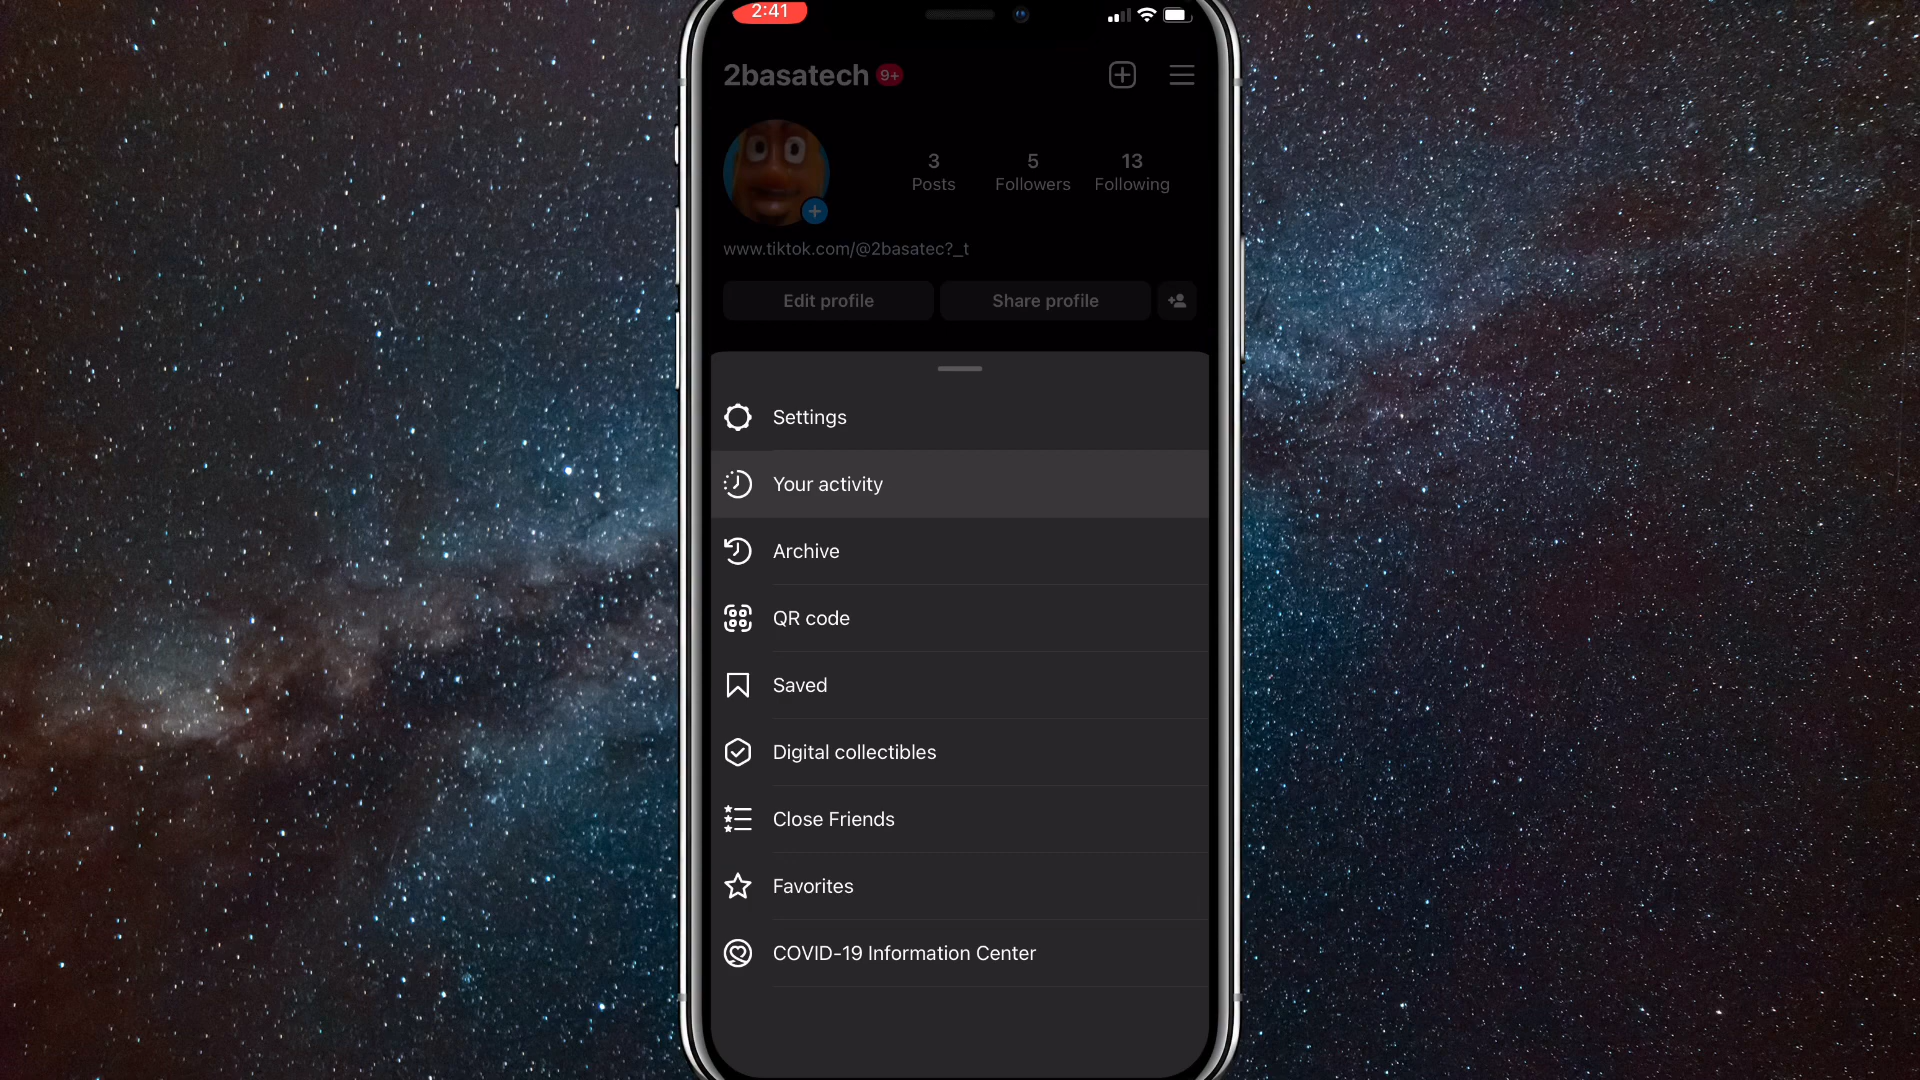 2:41
2basatech 9+
3 5 13
Posts Followers Following
www.tiktok.com/@2basatec?_t
Edit profile Share profile
Settings
Your activity
Archive
QR code
Saved
Digital collectibles
Close Friends
Favorites
COVID-19 Information Center